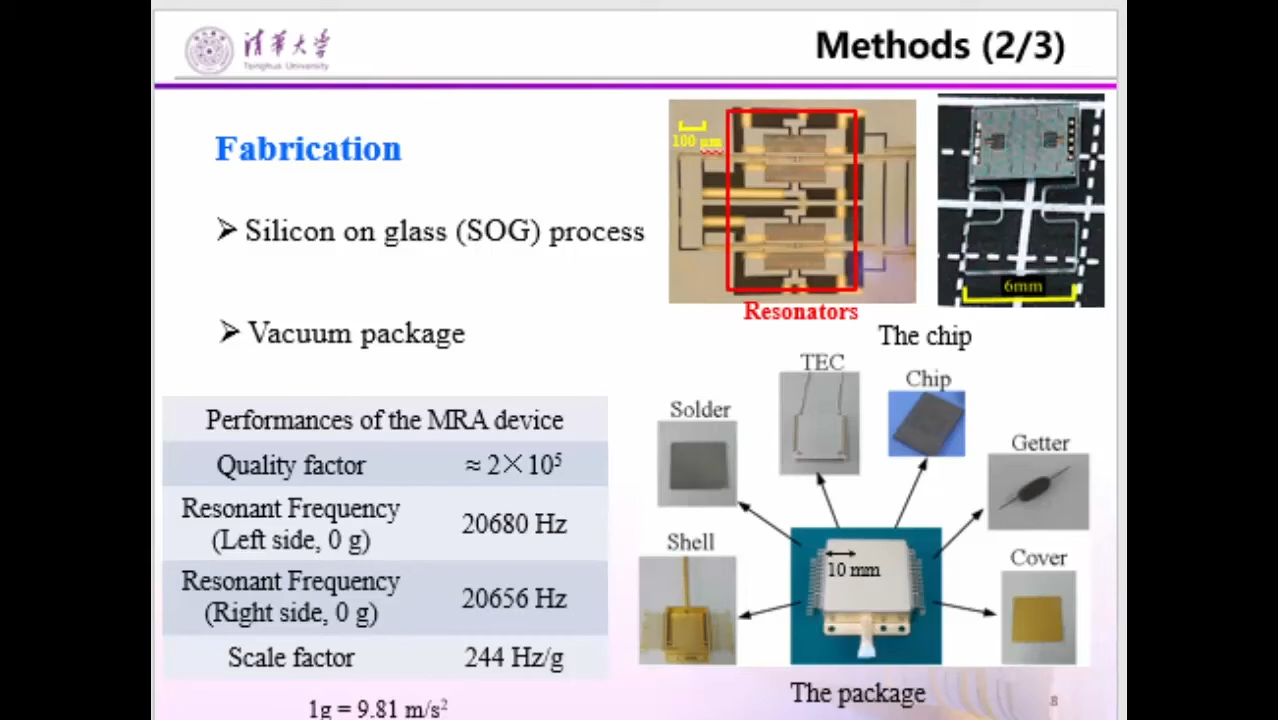 清华大学
Tsinghua University
Methods (2/3)
Fabrication
➢ Silicon on glass (SOG) process
➢ Vacuum package
100 μm
Resonators
6mm
The chip
Performances of the MRA device
Quality factor ≈ 2×10⁵
Resonant Frequency
(Left side, 0 g) 20680 Hz
Resonant Frequency
(Right side, 0 g) 20656 Hz
Scale factor 244 Hz/g
1g = 9.81 m/s²
TEC
Chip
Solder
Getter
Shell
Cover
10 mm
The package
8